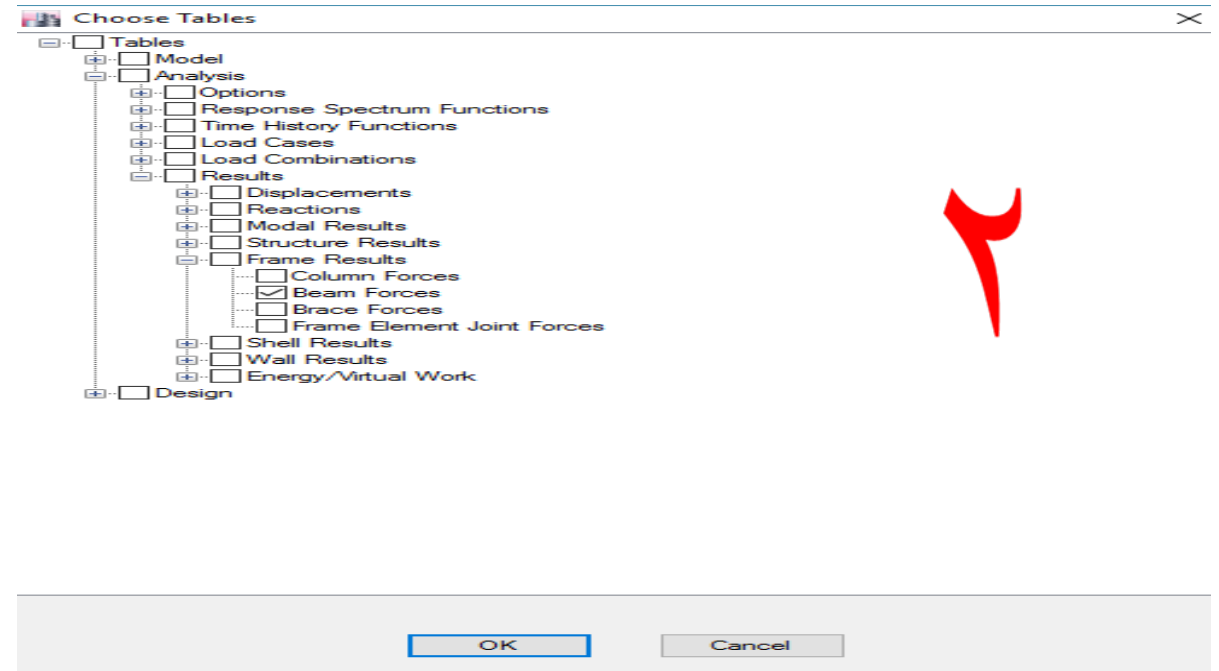 Choose Tables
Tables
Model
Analysis
Options
Response Spectrum Functions
Time History Functions
Load Cases
Load Combinations
Results
Displacements
Reactions
Modal Results
Structure Results
Frame Results
Column Forces
Beam Forces
Brace Forces
Frame Element Joint Forces
Shell Results
Wall Results
Energy/Virtual Work
Design
۲
OK Cancel